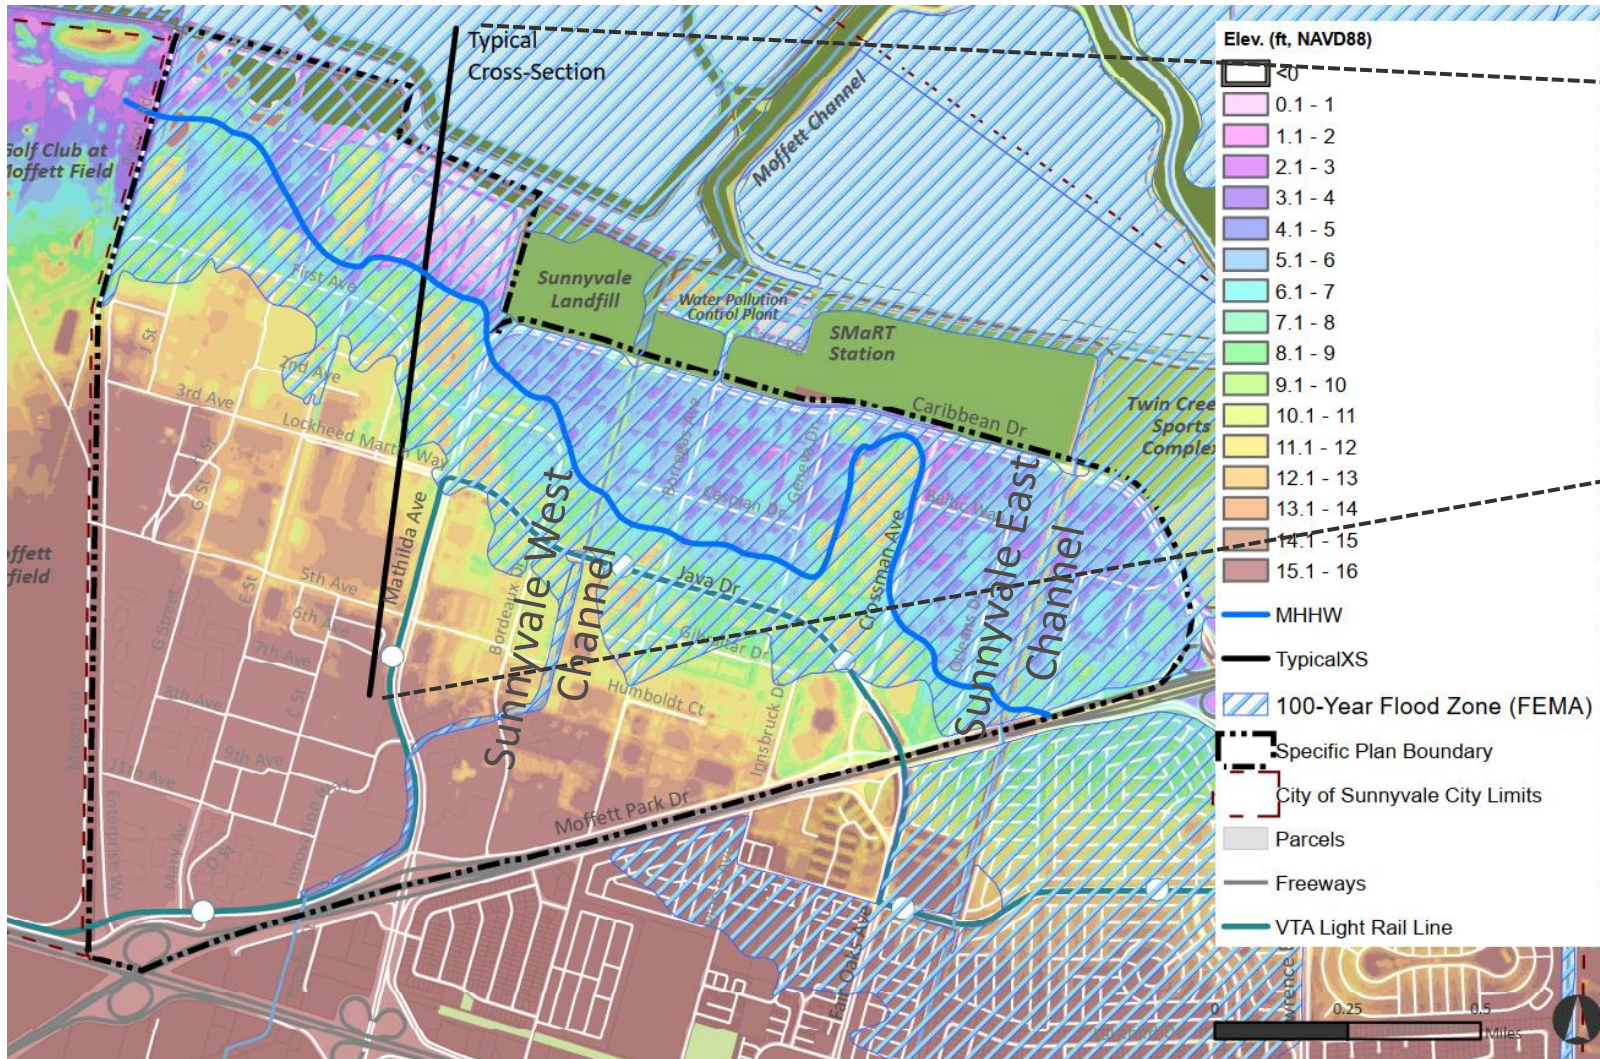 Typical
Cross-Section
Moffett Channel
Golf Club at
Moffett Field
Sunnyvale
Landfill
Water Pollution
Control Plant
SMaRT
Station
Caribbean Dr
Twin Cree
Sports
Complex
First Ave
J St
2nd Ave
3rd Ave
Lockheed Martin Way
G St
Mathilda Ave
Borregas Ave
Geneva Dr
Caspian Dr
Baltic Way
Crossman Ave
Orleans Dr
Java Dr
Gibraltar Dr
Bordeaux Dr
Humboldt Ct
Innsbruck Dr
Sunnyvale West
Channel
Sunnyvale East
Channel
offett
field
5th Ave
E St
6th Ave
7th Ave
G Street
8th Ave
C St
9th Ave
11th Ave
Enterprise Wy
Mary Av
D St
Innovation Way
Macon Rd
Moffett Park Dr
Fair Oaks Ave
wrence
Elev. (ft, NAVD88)
<0
0.1 - 1
1.1 - 2
2.1 - 3
3.1 - 4
4.1 - 5
5.1 - 6
6.1 - 7
7.1 - 8
8.1 - 9
9.1 - 10
10.1 - 11
11.1 - 12
12.1 - 13
13.1 - 14
14.1 - 15
15.1 - 16
MHHW
TypicalXS
100-Year Flood Zone (FEMA)
Specific Plan Boundary
City of Sunnyvale City Limits
Parcels
Freeways
VTA Light Rail Line
0 0.25 0.5
Miles